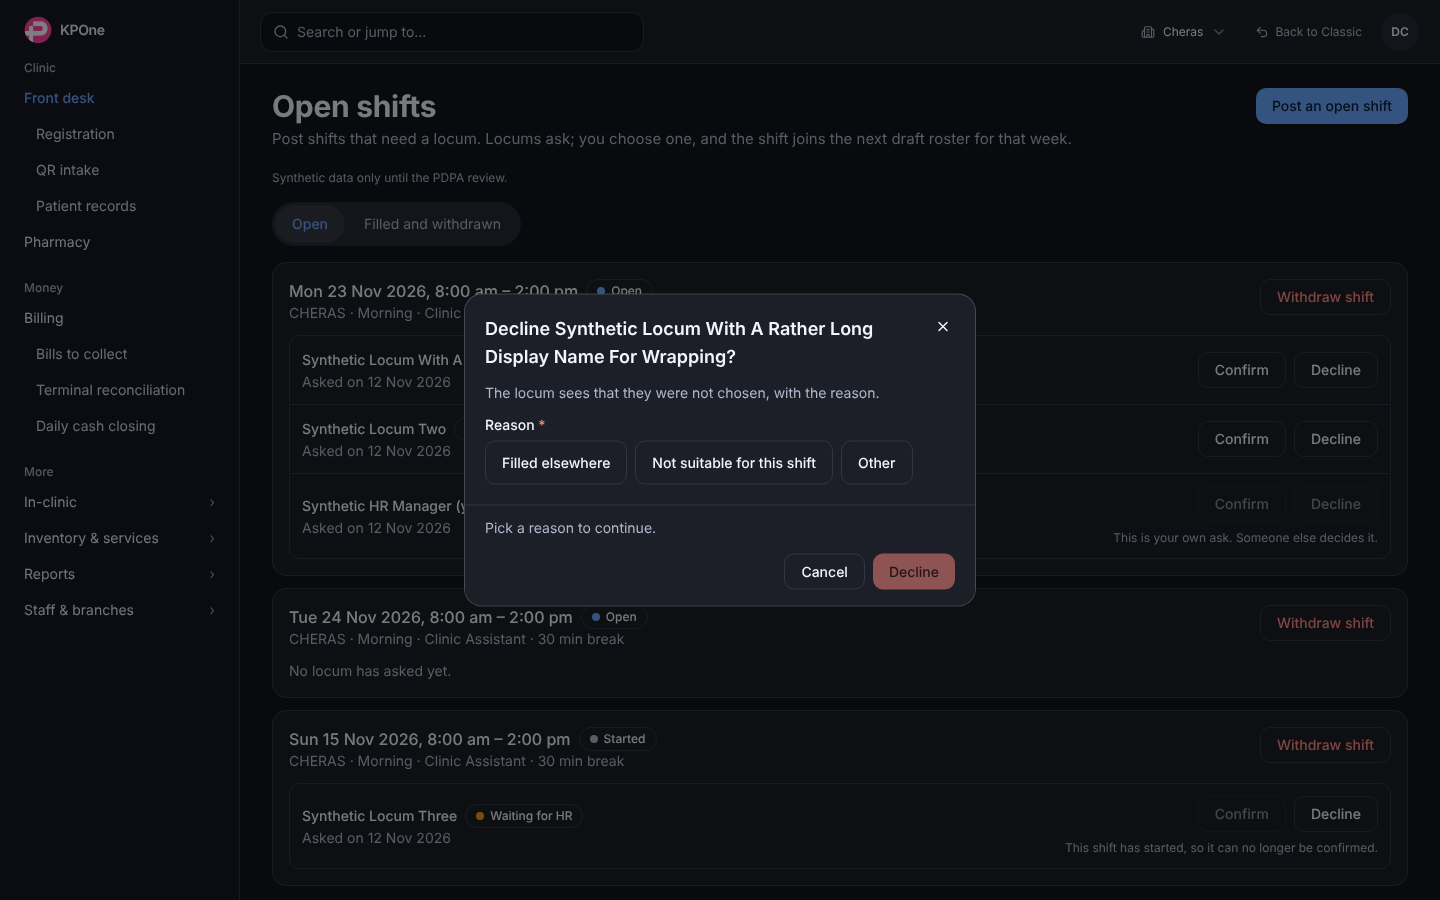 KPOne
Search or jump to...
Cheras
Back to Classic
DC
Clinic
Front desk
Registration
QR intake
Patient records
Pharmacy
Money
Billing
Bills to collect
Terminal reconciliation
Daily cash closing
More
In-clinic
Inventory & services
Reports
Staff & branches
Open shifts
Post an open shift
Post shifts that need a locum. Locums ask; you choose one, and the shift joins the next draft roster for that week.
Synthetic data only until the PDPA review.
Open
Filled and withdrawn
Mon 23 Nov 2026, 8:00 am – 2:00 pm
Open
Withdraw shift
CHERAS · Morning · Clinic
Synthetic Locum With A
Asked on 12 Nov 2026
Confirm
Decline
Synthetic Locum Two
Asked on 12 Nov 2026
Confirm
Decline
Synthetic HR Manager
Asked on 12 Nov 2026
Confirm
Decline
This is your own ask. Someone else decides it.
Decline Synthetic Locum With A Rather Long
Display Name For Wrapping?
The locum sees that they were not chosen, with the reason.
Reason *
Filled elsewhere
Not suitable for this shift
Other
Pick a reason to continue.
Cancel
Decline
Tue 24 Nov 2026, 8:00 am – 2:00 pm
Open
Withdraw shift
CHERAS · Morning · Clinic Assistant · 30 min break
No locum has asked yet.
Sun 15 Nov 2026, 8:00 am – 2:00 pm
Started
Withdraw shift
CHERAS · Morning · Clinic Assistant · 30 min break
Synthetic Locum Three
Waiting for HR
Asked on 12 Nov 2026
Confirm
Decline
This shift has started, so it can no longer be confirmed.